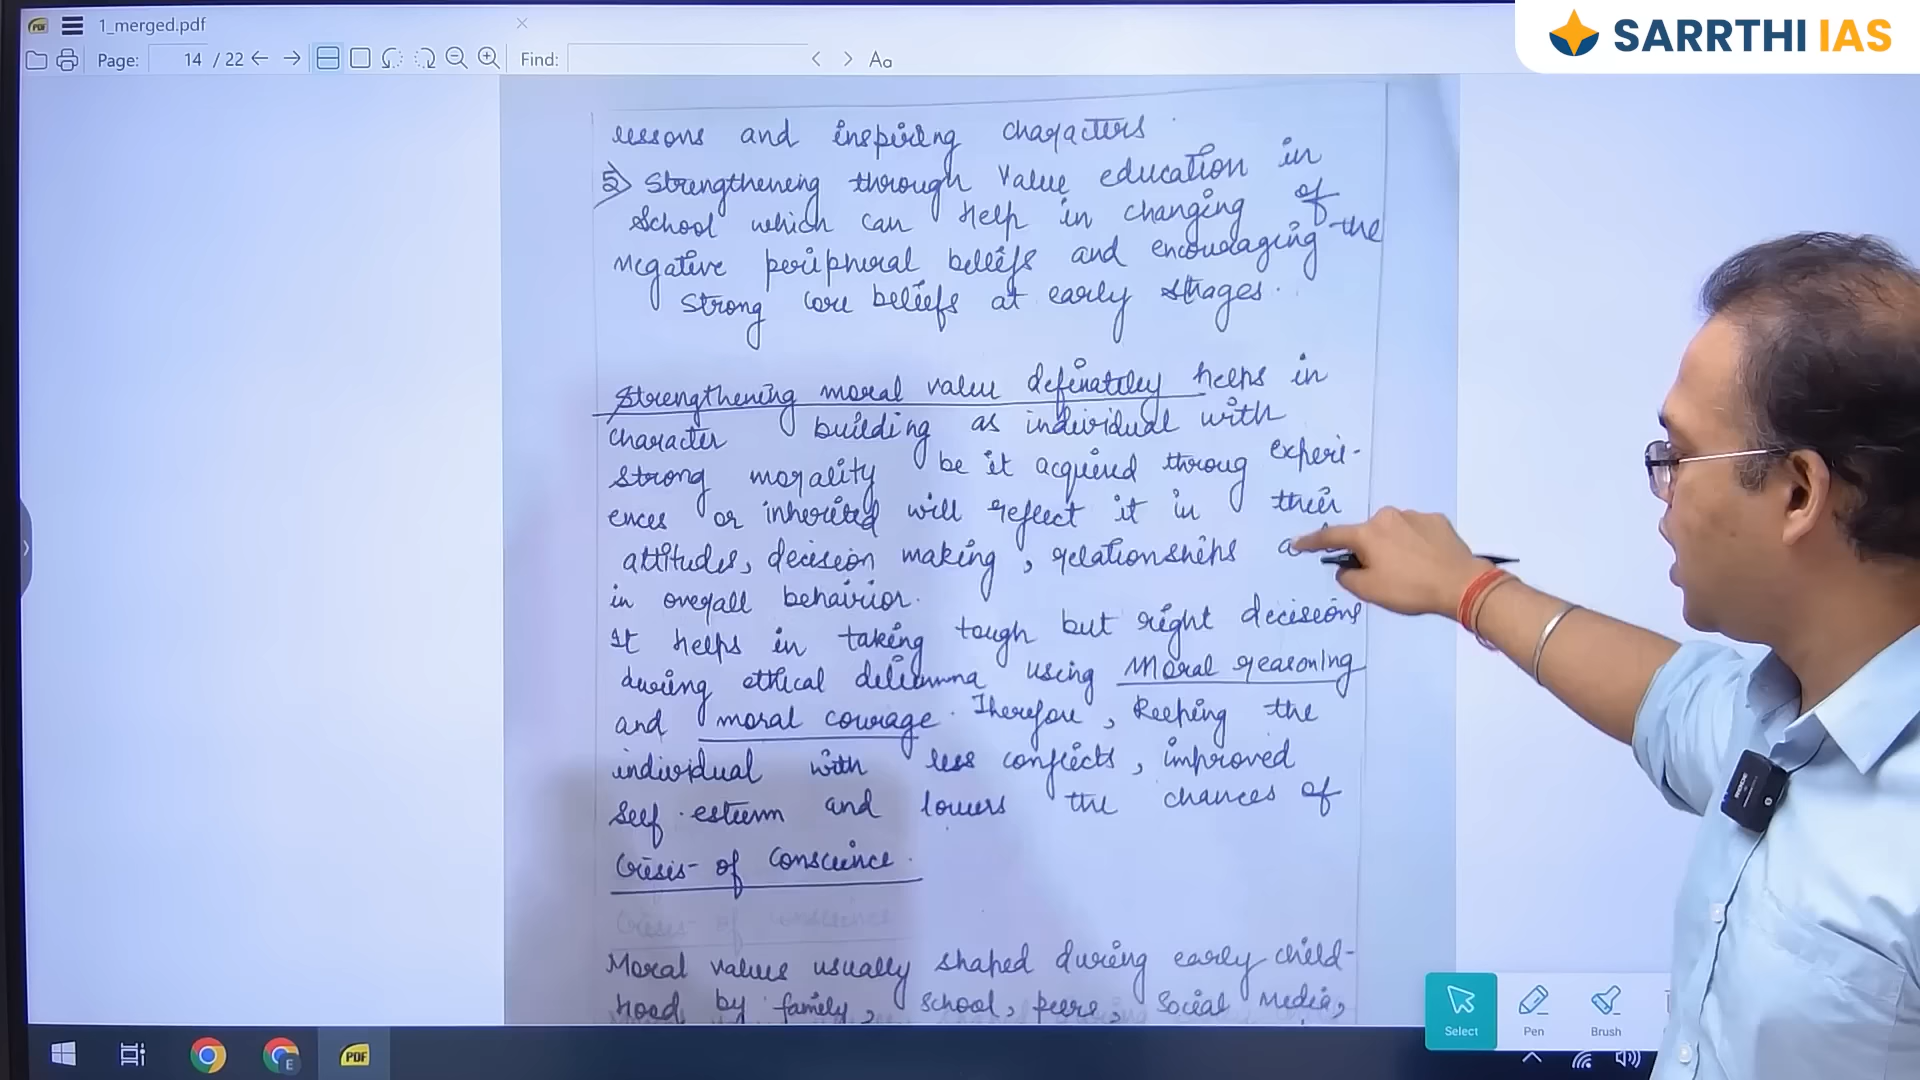 1_merged.pdf
SARRTHI IAS
Page: 14 / 22 Find: Aa
lessons and inspiring characters.
5) Strengthening through value education in
school which can help in changing of
negative peripheral beliefs and encouraging the
strong core beliefs at early stages.
Strengthening moral value definately helps in
character building as individual with
strong morality be it acquired throug experi-
ences or inherited will reflect it in their
attitudes, decision making, relationships
in overall behaivior.
It helps in taking tough but right decisions
during ethical delimma using Moral reasoning
and moral courage. Therefore, keeping the
individual with less conflicts, improved
self-esteem and lowers the chances of
Crisis-of Conscience.
Moral values usually shaped during early child-
hood by family, school, peers, social media,
Select Pen Brush
PDF